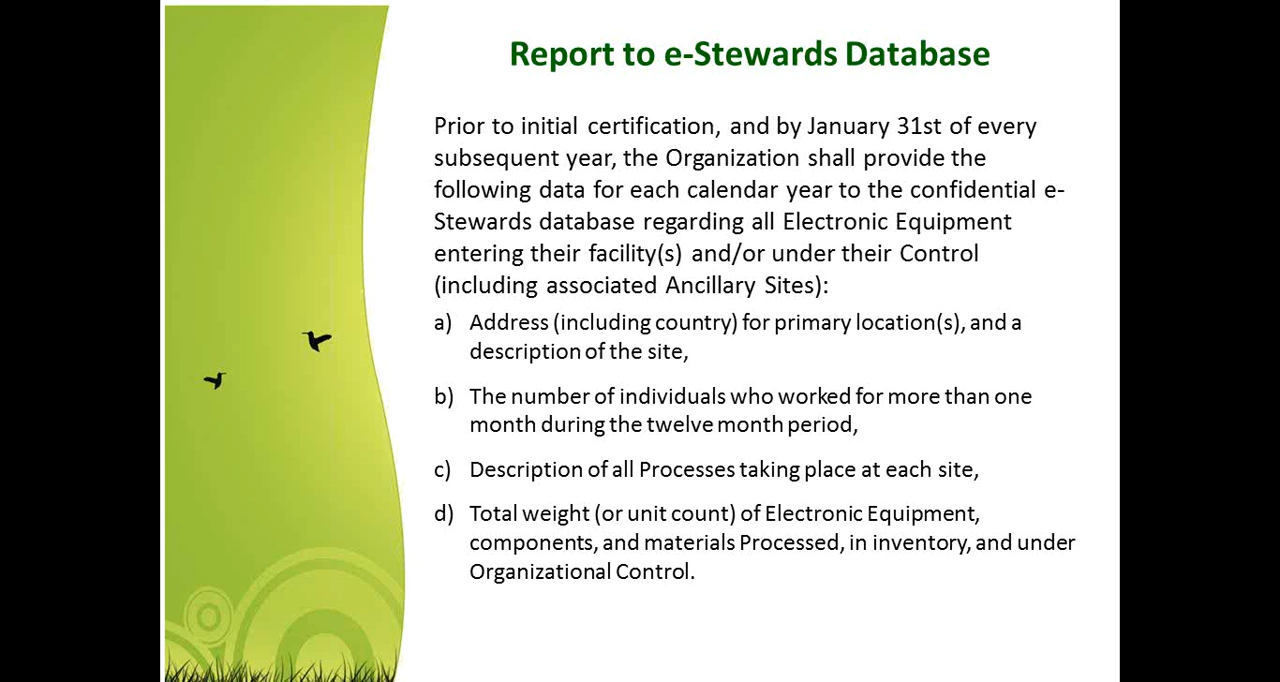 Report to e-Stewards Database
Prior to initial certification, and by January 31st of every
subsequent year, the Organization shall provide the
following data for each calendar year to the confidential e-
Stewards database regarding all Electronic Equipment
entering their facility(s) and/or under their Control
(including associated Ancillary Sites):
a) Address (including country) for primary location(s), and a
description of the site,
b) The number of individuals who worked for more than one
month during the twelve month period,
c) Description of all Processes taking place at each site,
d) Total weight (or unit count) of Electronic Equipment,
components, and materials Processed, in inventory, and under
Organizational Control.